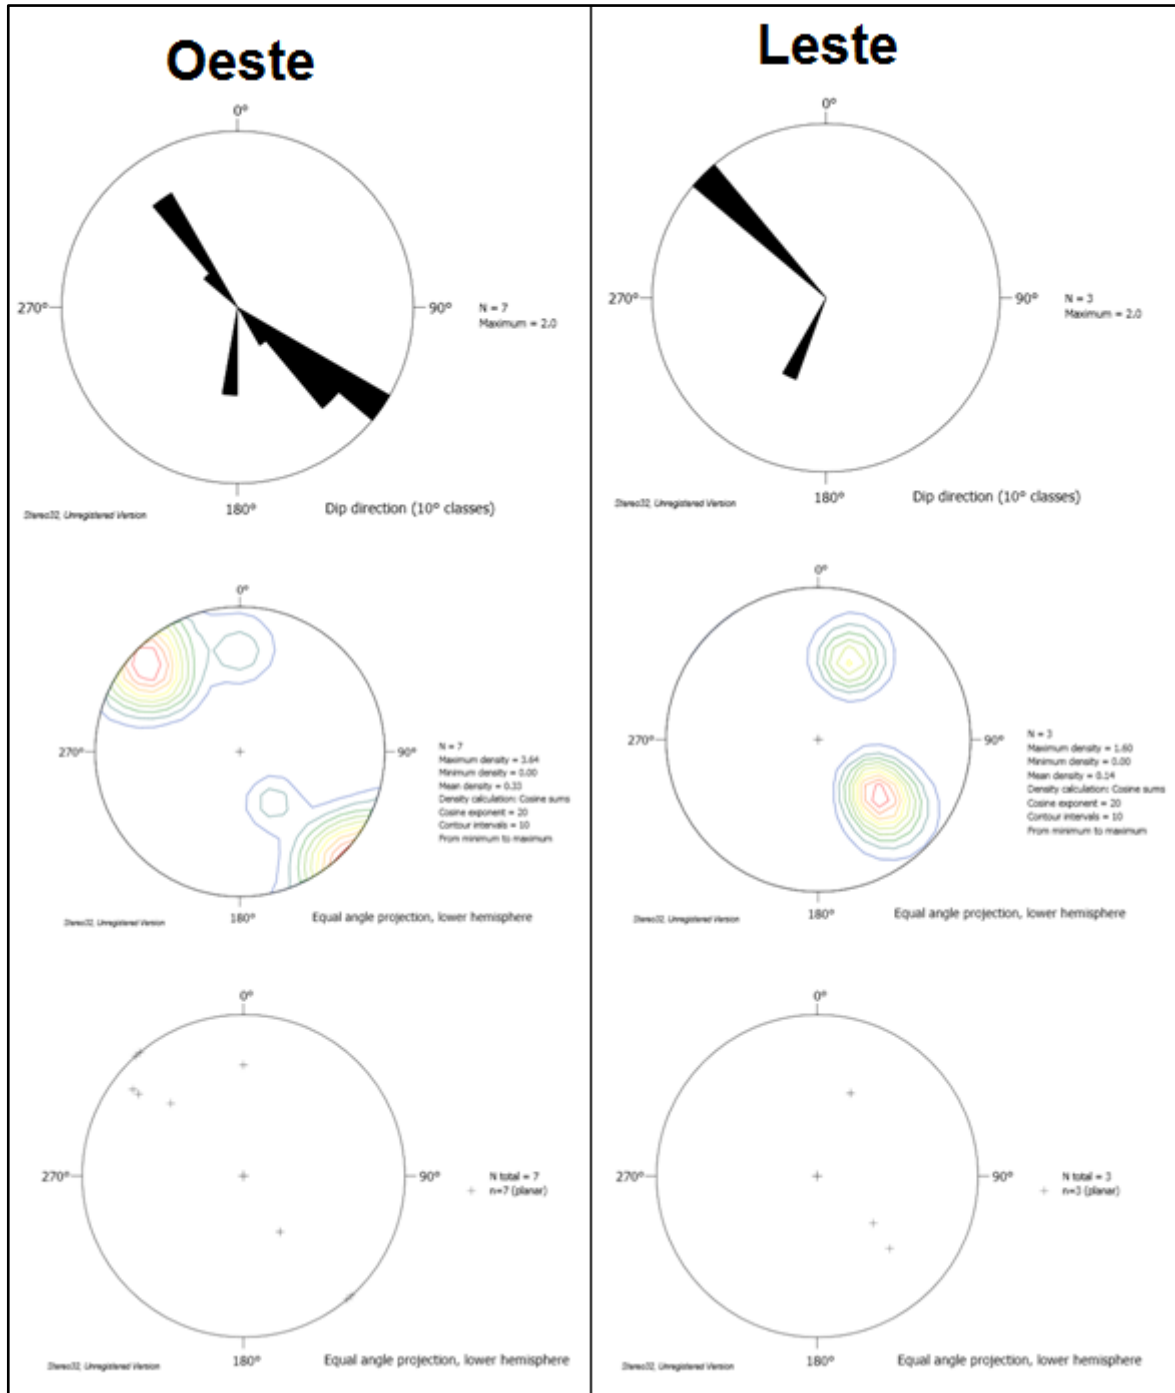 Oeste
0°
270°
90°
N = 7
Maximum = 2.0
180°
Dip direction (10° classes)
Stereo32, Unregistered Version
0°
270°
90°
N = 7
Maximum density = 3.64
Minimum density = 0.00
Mean density = 0.33
Density calculation: Cosine sums
Cosine exponent = 20
Contour intervals = 10
From minimum to maximum
180°
Equal angle projection, lower hemisphere
Stereo32, Unregistered Version
0°
270°
90°
N total = 7
n=7 (planar)
180°
Equal angle projection, lower hemisphere
Stereo32, Unregistered Version
Leste
0°
270°
90°
N = 3
Maximum = 2.0
180°
Dip direction (10° classes)
Stereo32, Unregistered Version
0°
270°
90°
N = 3
Maximum density = 1.60
Minimum density = 0.00
Mean density = 0.14
Density calculation: Cosine sums
Cosine exponent = 20
Contour intervals = 10
From minimum to maximum
180°
Equal angle projection, lower hemisphere
Stereo32, Unregistered Version
0°
270°
90°
N total = 3
n=3 (planar)
180°
Equal angle projection, lower hemisphere
Stereo32, Unregistered Version